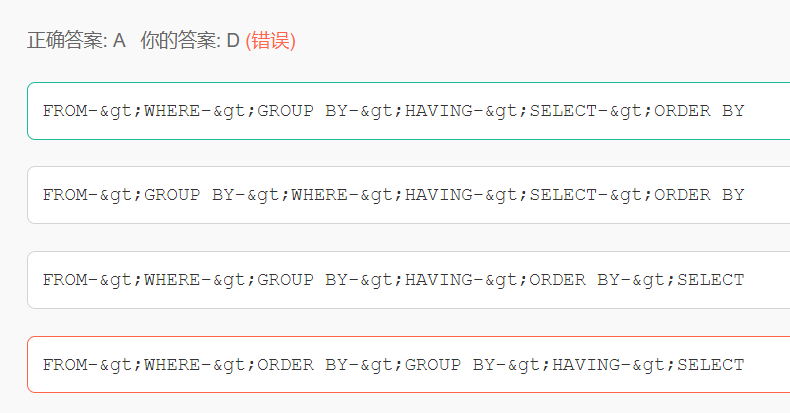 正确答案: A 你的答案: D (错误)
FROM-&gt;WHERE-&gt;GROUP BY-&gt;HAVING-&gt;SELECT-&gt;ORDER BY
FROM-&gt;GROUP BY-&gt;WHERE-&gt;HAVING-&gt;SELECT-&gt;ORDER BY
FROM-&gt;WHERE-&gt;GROUP BY-&gt;HAVING-&gt;ORDER BY-&gt;SELECT
FROM-&gt;WHERE-&gt;ORDER BY-&gt;GROUP BY-&gt;HAVING-&gt;SELECT